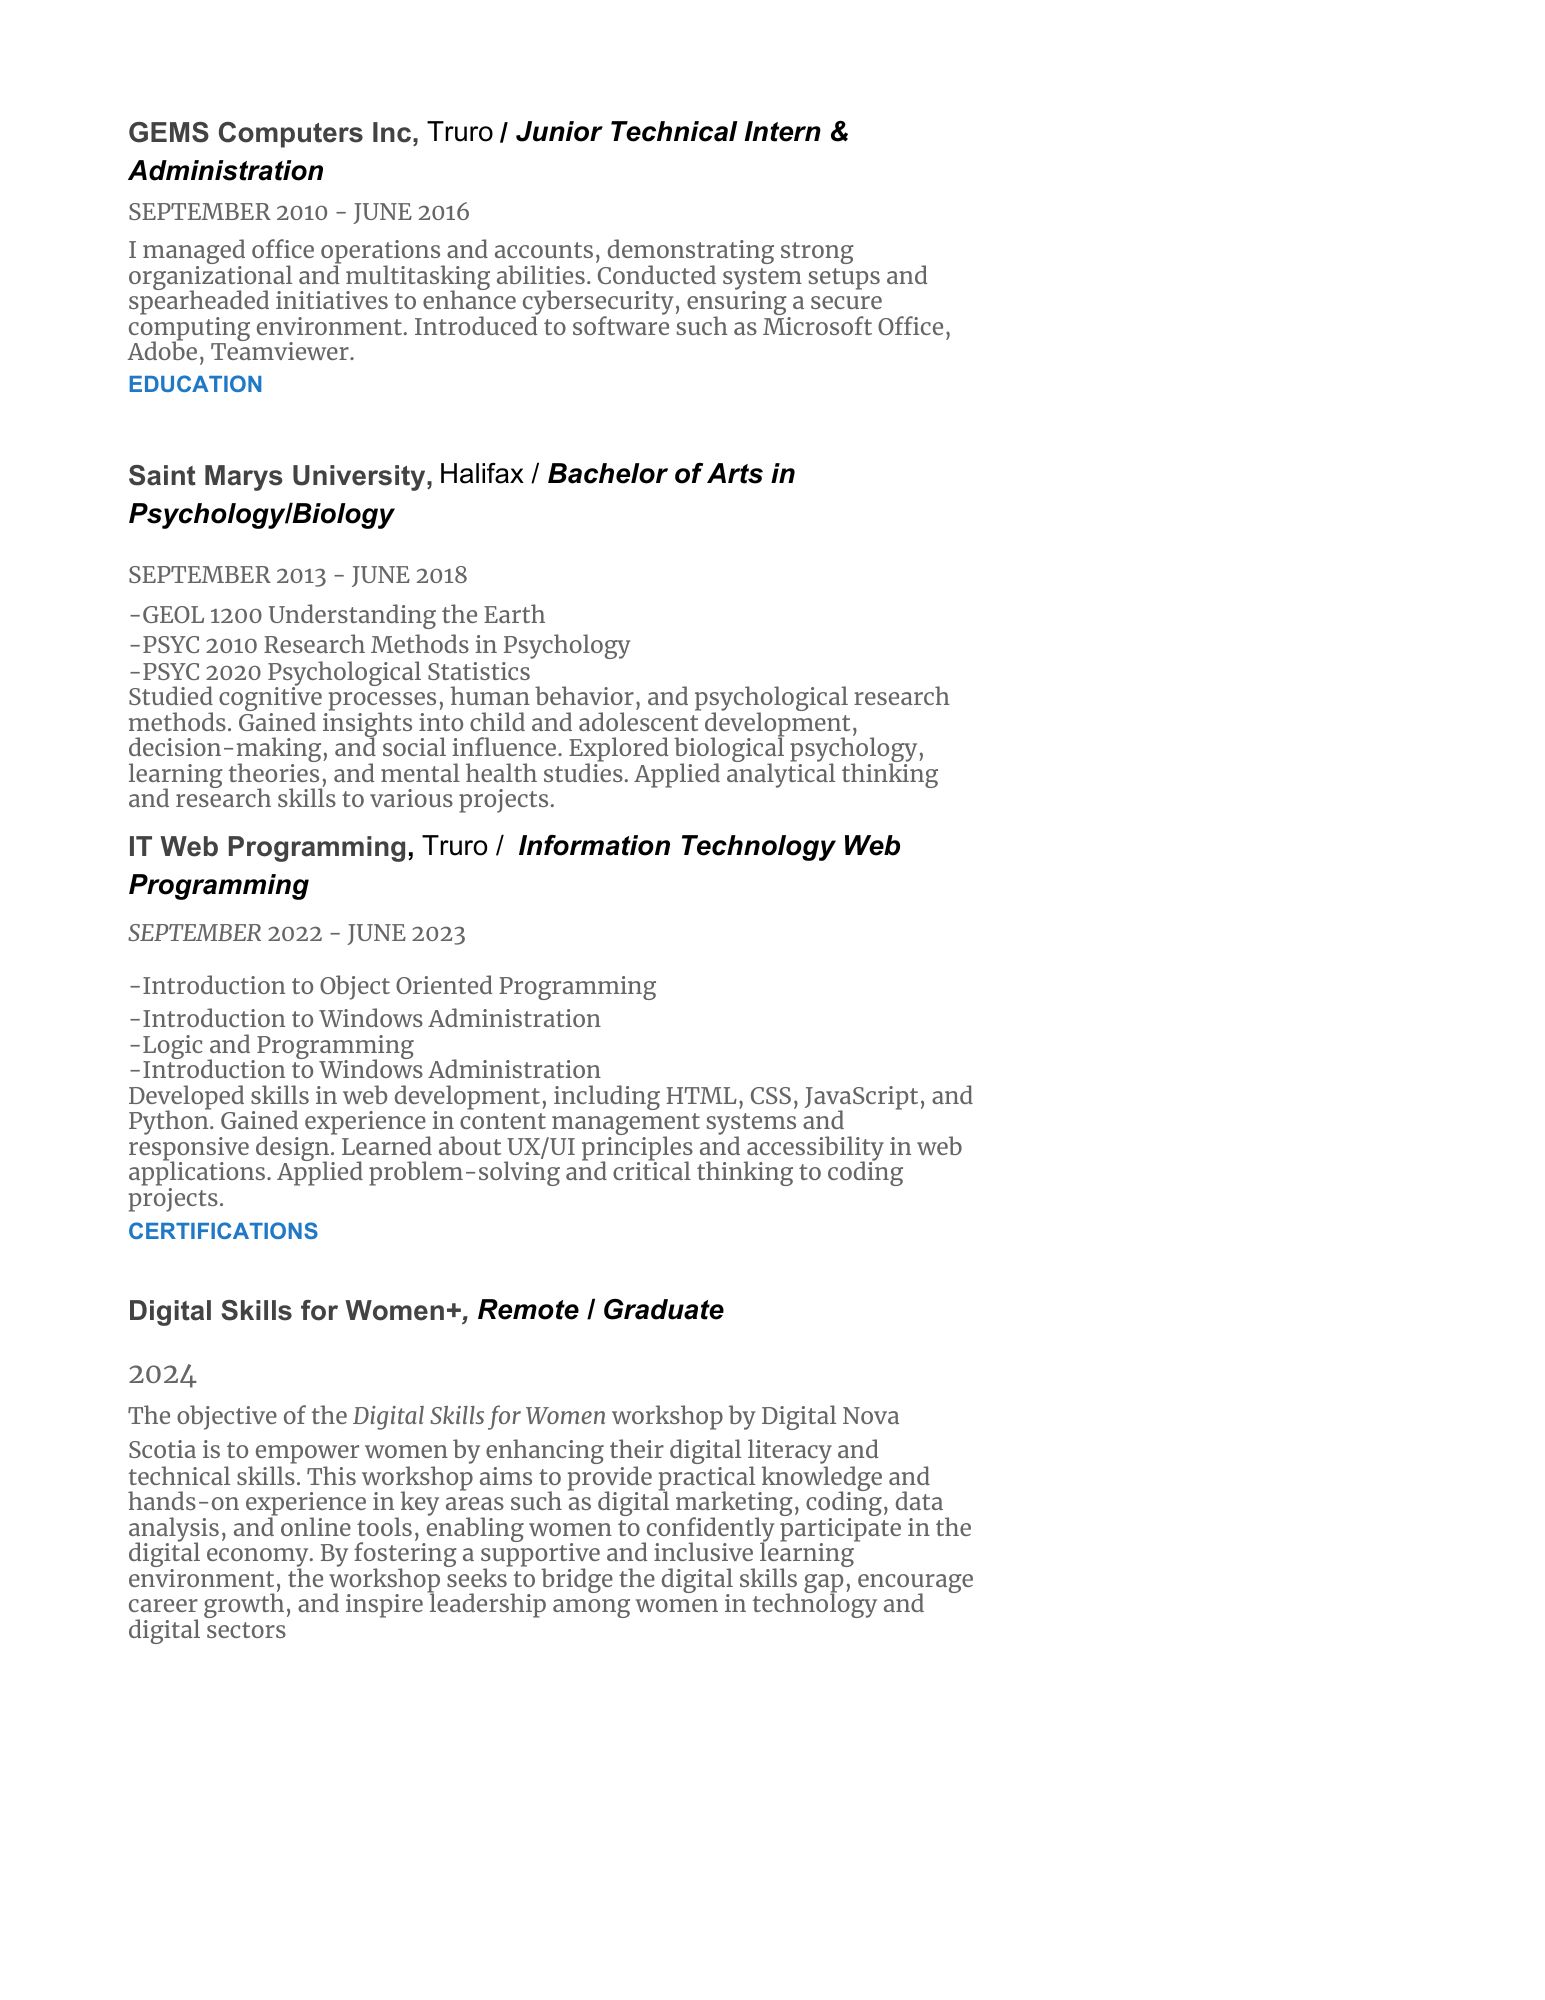 GEMS Computers Inc, Truro / Junior Technical Intern &
Administration
SEPTEMBER 2010 - JUNE 2016
I managed office operations and accounts, demonstrating strong
organizational and multitasking abilities. Conducted system setups and
spearheaded initiatives to enhance cybersecurity, ensuring a secure
computing environment. Introduced to software such as Microsoft Office,
Adobe, Teamviewer.
EDUCATION
Saint Marys University, Halifax / Bachelor of Arts in
Psychology/Biology
SEPTEMBER 2013 - JUNE 2018
-GEOL 1200 Understanding the Earth
-PSYC 2010 Research Methods in Psychology
-PSYC 2020 Psychological Statistics
Studied cognitive processes, human behavior, and psychological research
methods. Gained insights into child and adolescent development,
decision-making, and social influence. Explored biological psychology,
learning theories, and mental health studies. Applied analytical thinking
and research skills to various projects.
IT Web Programming, Truro / Information Technology Web
Programming
SEPTEMBER 2022 - JUNE 2023
-Introduction to Object Oriented Programming
-Introduction to Windows Administration
-Logic and Programming
-Introduction to Windows Administration
Developed skills in web development, including HTML, CSS, JavaScript, and
Python. Gained experience in content management systems and
responsive design. Learned about UX/UI principles and accessibility in web
applications. Applied problem-solving and critical thinking to coding
projects.
CERTIFICATIONS
Digital Skills for Women+, Remote / Graduate
2024
The objective of the Digital Skills for Women workshop by Digital Nova
Scotia is to empower women by enhancing their digital literacy and
technical skills. This workshop aims to provide practical knowledge and
hands-on experience in key areas such as digital marketing, coding, data
analysis, and online tools, enabling women to confidently participate in the
digital economy. By fostering a supportive and inclusive learning
environment, the workshop seeks to bridge the digital skills gap, encourage
career growth, and inspire leadership among women in technology and
digital sectors